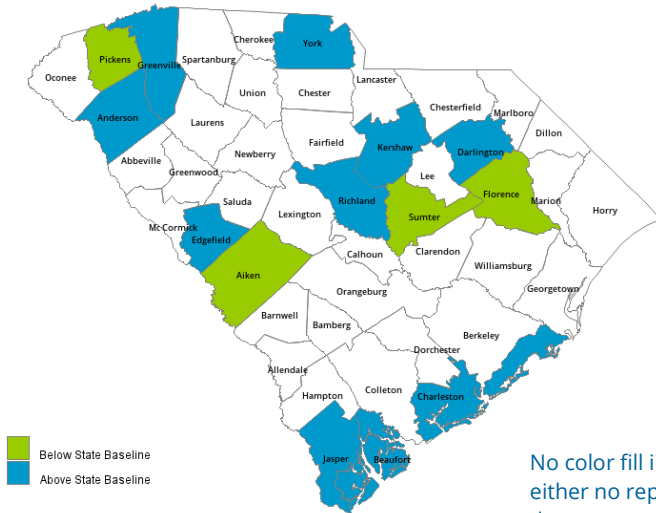 Cherokee
York
Pickens
Greenville
Spartanburg
Oconee
Lancaster
Union
Chester
Chesterfield
Marlboro
Anderson
Laurens
Dillon
Fairfield
Kershaw
Darlington
Newberry
Abbeville
Greenwood
Lee
Richland
Florence
Marion
Saluda
Horry
Lexington
Sumter
Mc Cormick
Edgefield
Calhoun
Clarendon
Williamsburg
Aiken
Orangeburg
Georgetown
Barnwell
Bamberg
Berkeley
Dorchester
Allendale
Colleton
Hampton
Charleston
Below State Baseline
Jasper
Beaufort
Above State Baseline
No color fill i
either no rep